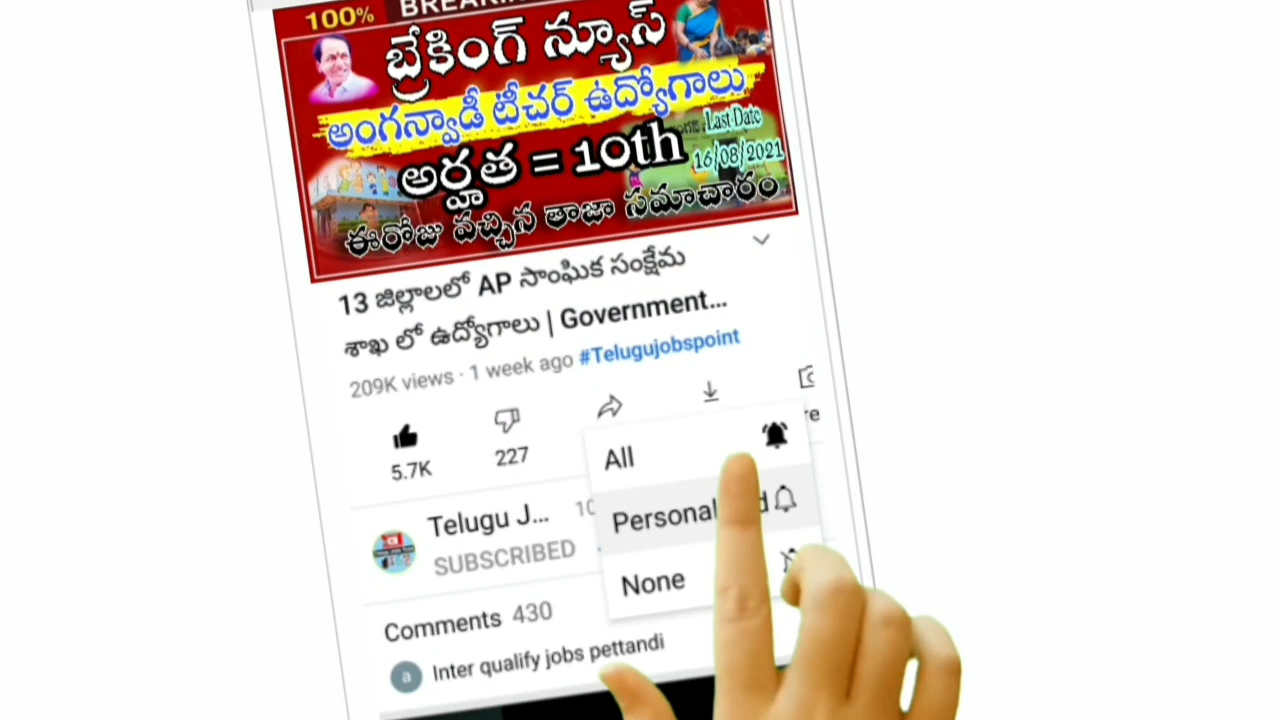 100%
బ్రేకింగ్ న్యూస్
అంగన్వాడీ టీచర్ ఉద్యోగాలు
అర్హత = 10th
Last Date
16/08/2021
ఈరోజు వచ్చిన తాజా సమాచారం
13 జిల్లాలలో AP సాంఘిక సంక్షేమ
శాఖ లో ఉద్యోగాలు | Government...
209K views · 1 week ago #Telugujobspoint
5.7K
227
All
Personal
None
Telugu J...
SUBSCRIBED
Comments 430
a
Inter qualify jobs pettandi